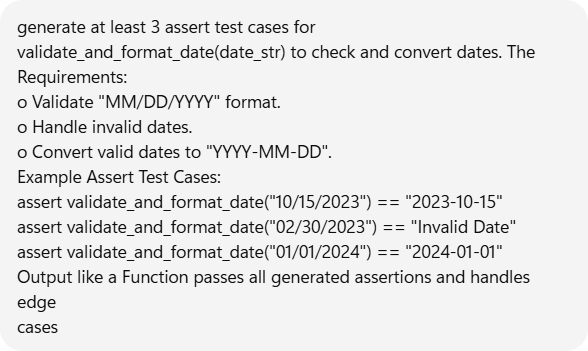 generate at least 3 assert test cases for
validate_and_format_date(date_str) to check and convert dates. The
Requirements:
o Validate "MM/DD/YYYY" format.
o Handle invalid dates.
o Convert valid dates to "YYYY-MM-DD".
Example Assert Test Cases:
assert validate_and_format_date("10/15/2023") == "2023-10-15"
assert validate_and_format_date("02/30/2023") == "Invalid Date"
assert validate_and_format_date("01/01/2024") == "2024-01-01"
Output like a Function passes all generated assertions and handles
edge
cases